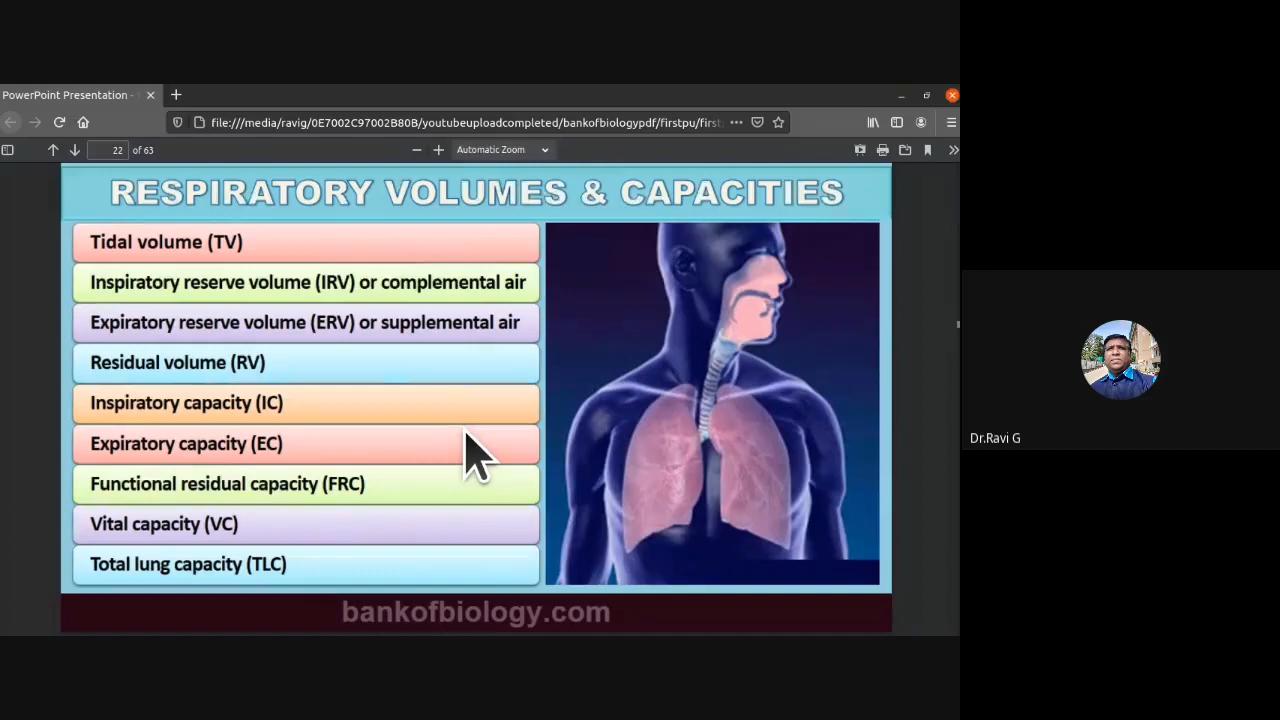 PowerPoint Presentation -
file:///media/ravig/0E7002C97002B80B/youtubeuploadcompleted/bankofbiologypdf/firstpu/first
22 of 63
Automatic Zoom
RESPIRATORY VOLUMES & CAPACITIES
Tidal volume (TV)
Inspiratory reserve volume (IRV) or complemental air
Expiratory reserve volume (ERV) or supplemental air
Residual volume (RV)
Inspiratory capacity (IC)
Expiratory capacity (EC)
Functional residual capacity (FRC)
Vital capacity (VC)
Total lung capacity (TLC)
bankofbiology.com
Dr.Ravi G